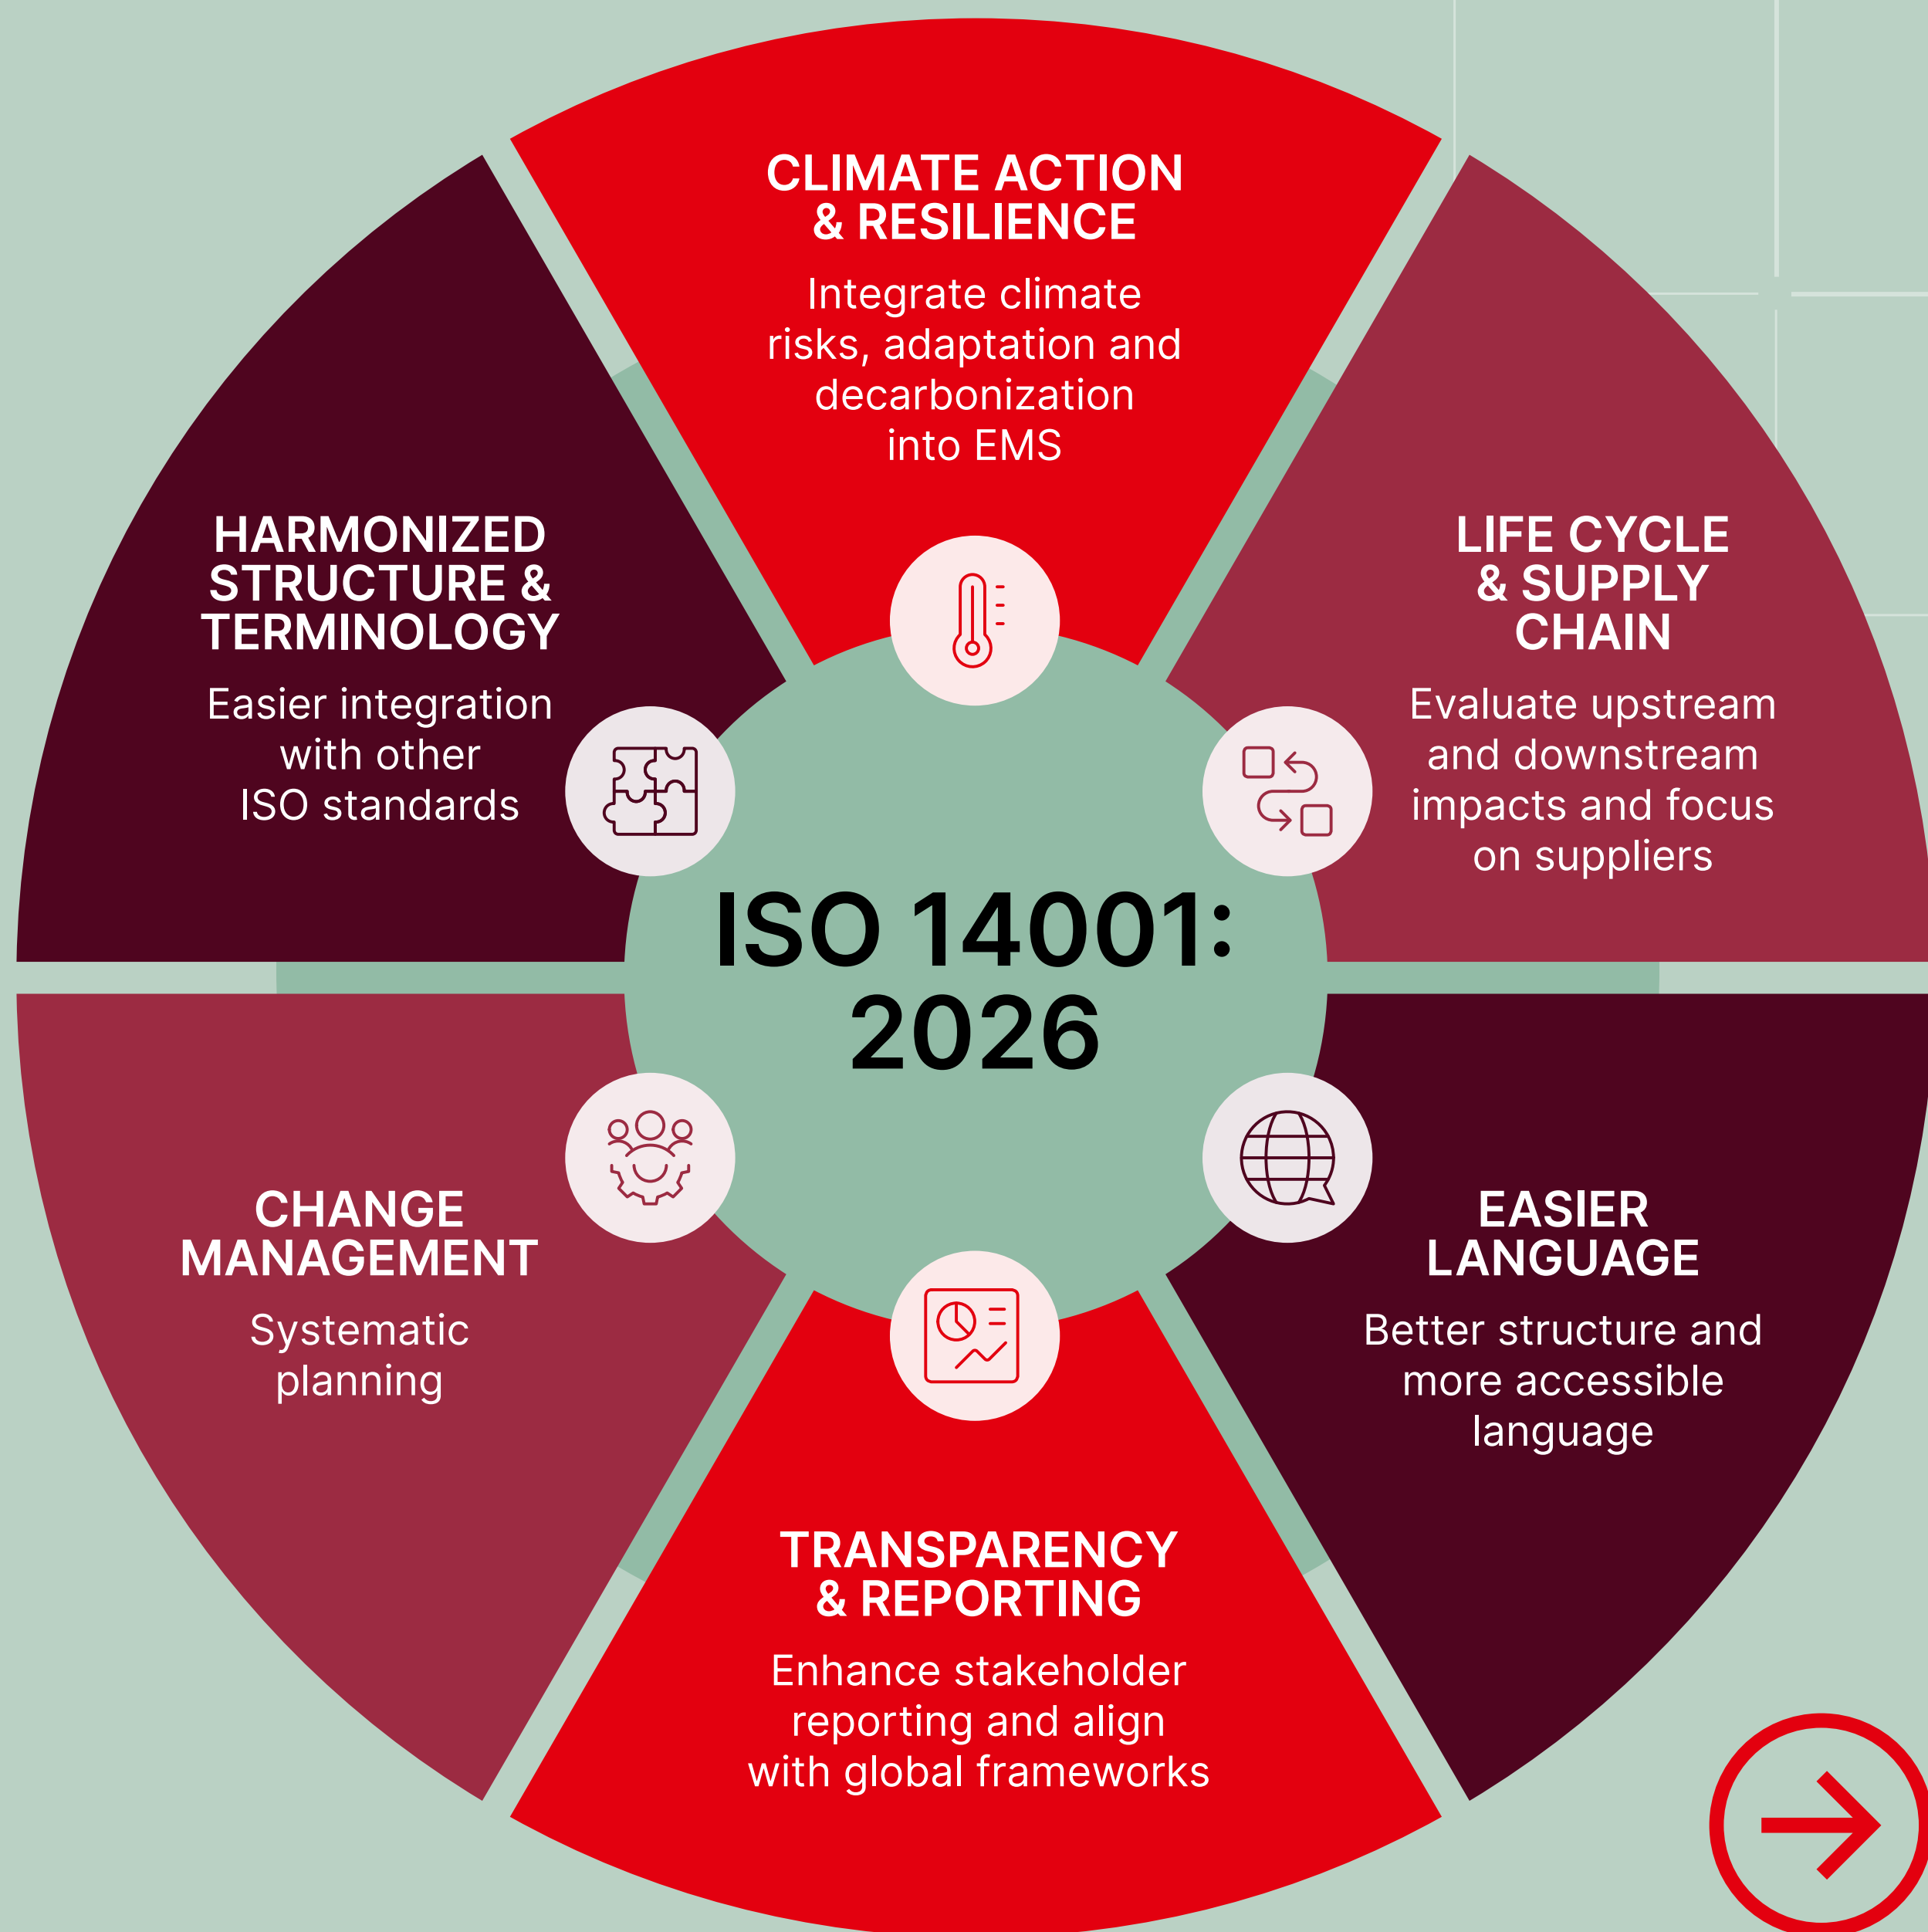 CLIMATE ACTION
& RESILIENCE
Integrate climate
risks, adaptation and
decarbonization
into EMS
LIFE CYCLE
& SUPPLY
CHAIN
Evaluate upstream
and downstream
impacts and focus
on suppliers
EASIER
LANGUAGE
Better structure and
more accessible
language
TRANSPARENCY
& REPORTING
Enhance stakeholder
reporting and align
with global frameworks
CHANGE
MANAGEMENT
Systematic
planning
HARMONIZED
STRUCTURE &
TERMINOLOGY
Easier integration
with other
ISO standards
ISO 14001:
2026